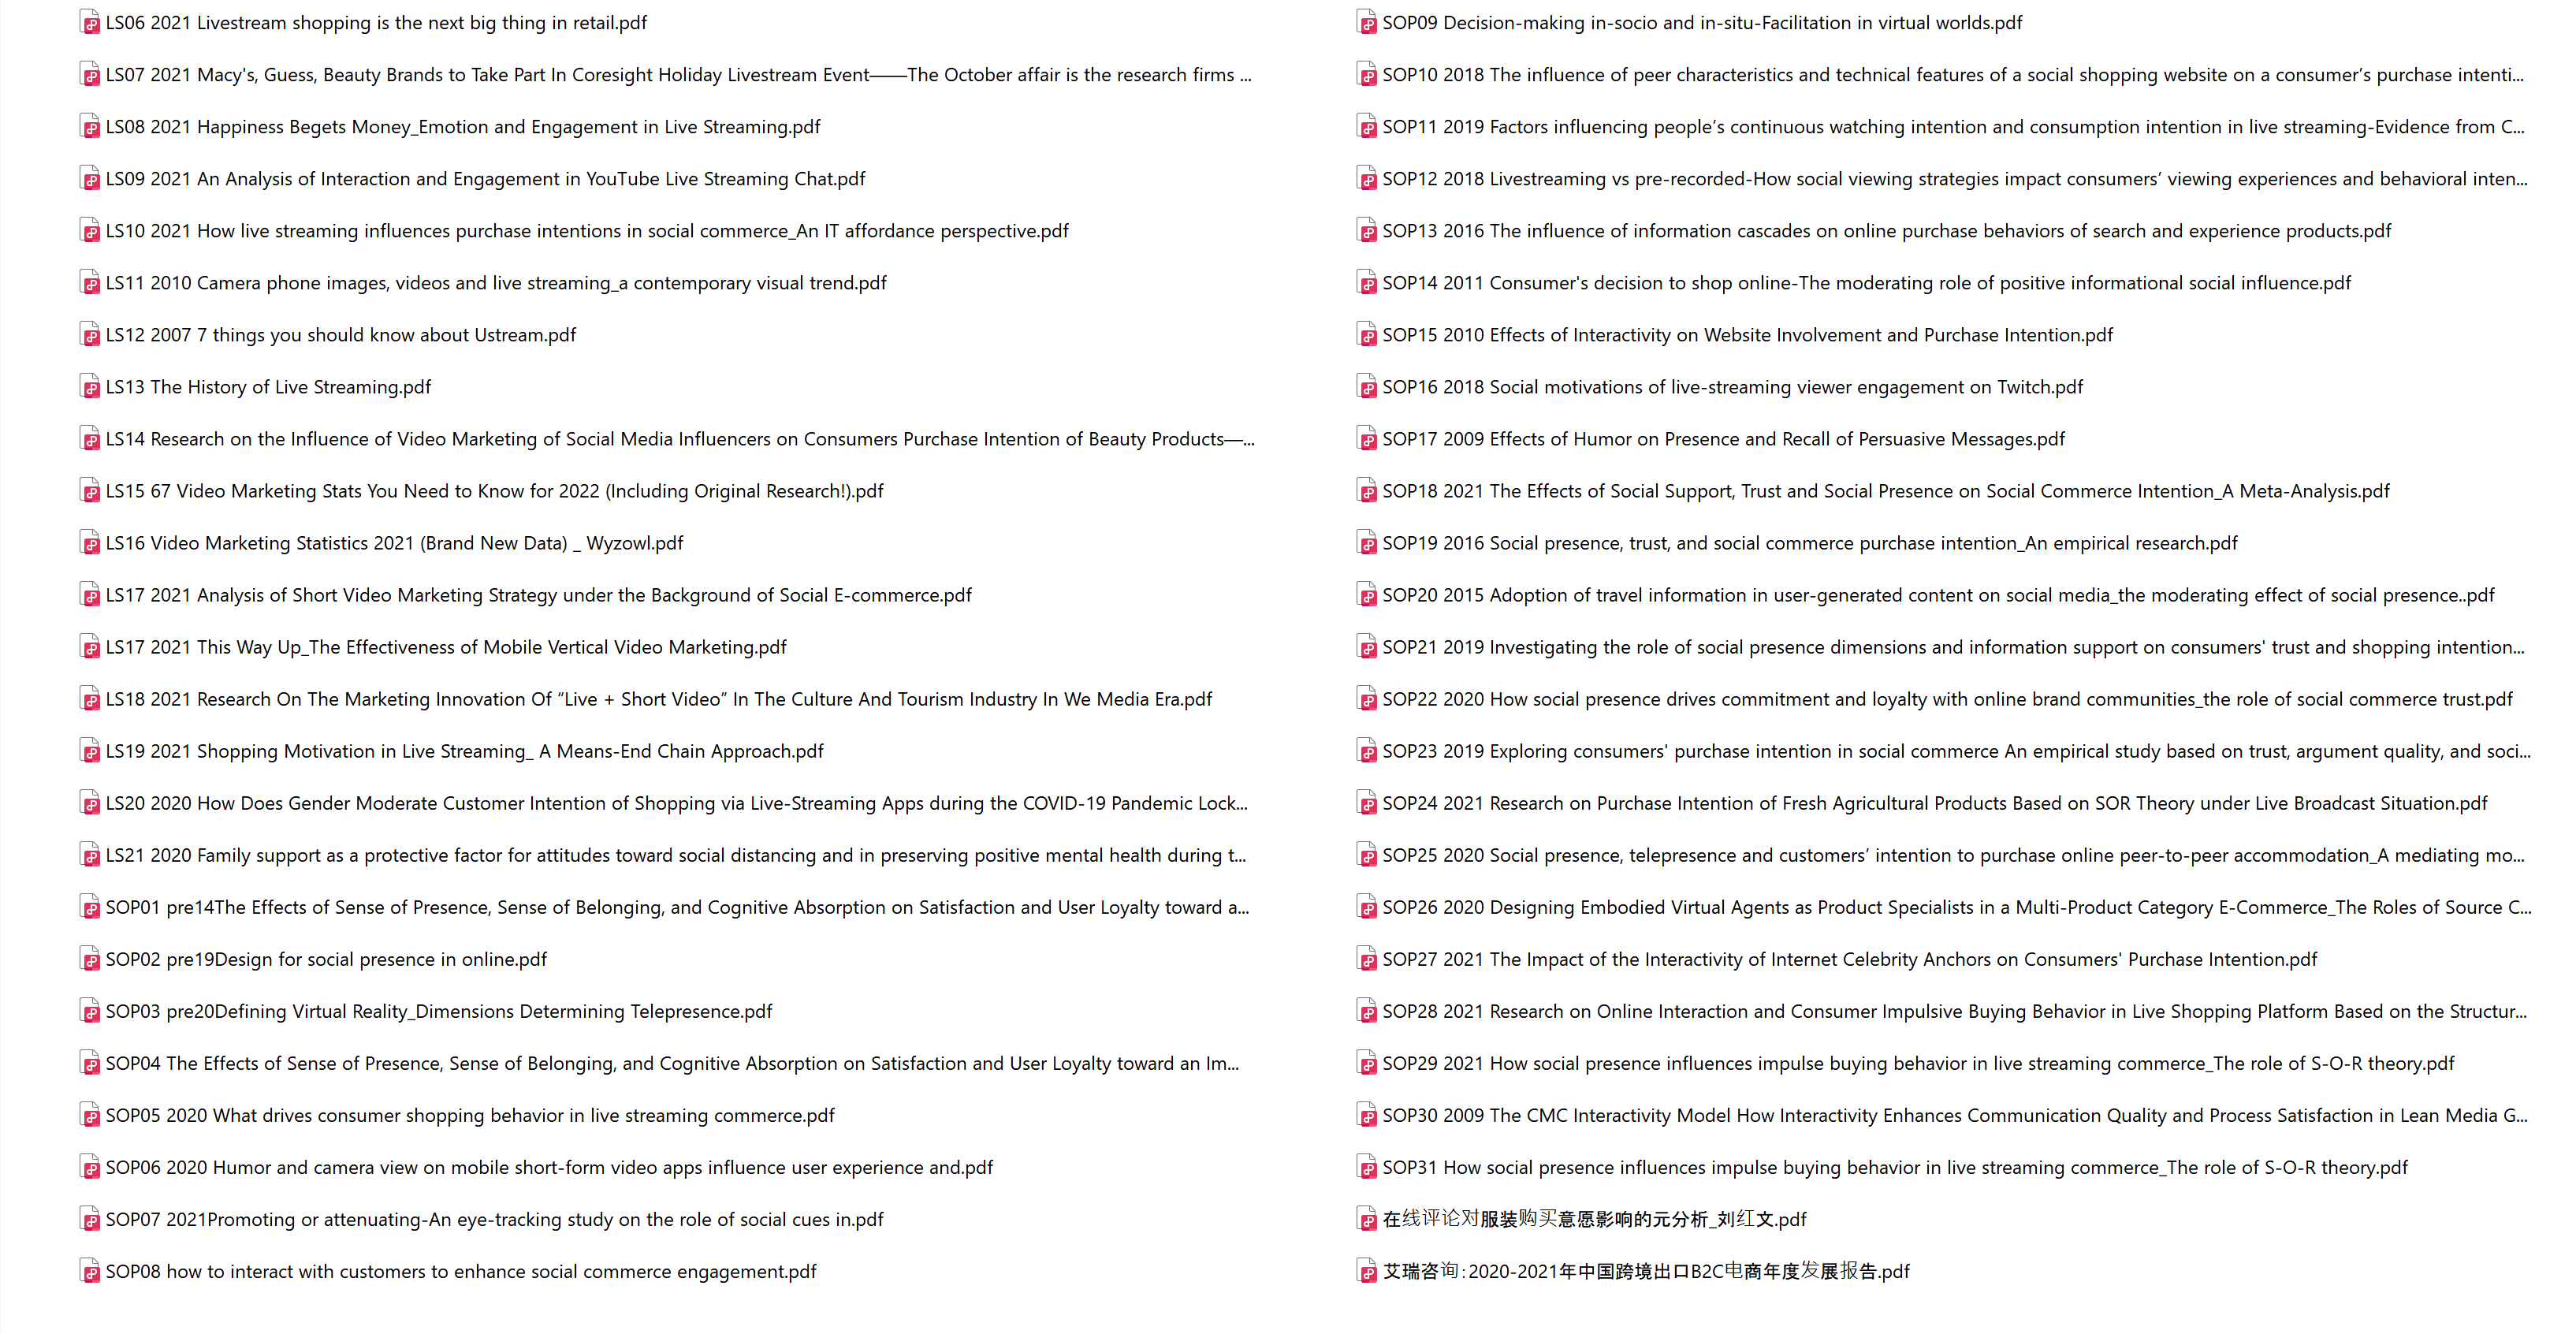 LS06 2021 Livestream shopping is the next big thing in retail.pdf
LS07 2021 Macy's, Guess, Beauty Brands to Take Part In Coresight Holiday Livestream Event——The October affair is the research firms ...
LS08 2021 Happiness Begets Money_Emotion and Engagement in Live Streaming.pdf
LS09 2021 An Analysis of Interaction and Engagement in YouTube Live Streaming Chat.pdf
LS10 2021 How live streaming influences purchase intentions in social commerce_An IT affordance perspective.pdf
LS11 2010 Camera phone images, videos and live streaming_a contemporary visual trend.pdf
LS12 2007 7 things you should know about Ustream.pdf
LS13 The History of Live Streaming.pdf
LS14 Research on the Influence of Video Marketing of Social Media Influencers on Consumers Purchase Intention of Beauty Products—...
LS15 67 Video Marketing Stats You Need to Know for 2022 (Including Original Research!).pdf
LS16 Video Marketing Statistics 2021 (Brand New Data) _ Wyzowl.pdf
LS17 2021 Analysis of Short Video Marketing Strategy under the Background of Social E-commerce.pdf
LS17 2021 This Way Up_The Effectiveness of Mobile Vertical Video Marketing.pdf
LS18 2021 Research On The Marketing Innovation Of “Live + Short Video” In The Culture And Tourism Industry In We Media Era.pdf
LS19 2021 Shopping Motivation in Live Streaming_ A Means-End Chain Approach.pdf
LS20 2020 How Does Gender Moderate Customer Intention of Shopping via Live-Streaming Apps during the COVID-19 Pandemic Lock...
LS21 2020 Family support as a protective factor for attitudes toward social distancing and in preserving positive mental health during t...
SOP01 pre14The Effects of Sense of Presence, Sense of Belonging, and Cognitive Absorption on Satisfaction and User Loyalty toward a...
SOP02 pre19Design for social presence in online.pdf
SOP03 pre20Defining Virtual Reality_Dimensions Determining Telepresence.pdf
SOP04 The Effects of Sense of Presence, Sense of Belonging, and Cognitive Absorption on Satisfaction and User Loyalty toward an Im...
SOP05 2020 What drives consumer shopping behavior in live streaming commerce.pdf
SOP06 2020 Humor and camera view on mobile short-form video apps influence user experience and.pdf
SOP07 2021Promoting or attenuating-An eye-tracking study on the role of social cues in.pdf
SOP08 how to interact with customers to enhance social commerce engagement.pdf
SOP09 Decision-making in-socio and in-situ-Facilitation in virtual worlds.pdf
SOP10 2018 The influence of peer characteristics and technical features of a social shopping website on a consumer’s purchase intenti...
SOP11 2019 Factors influencing people’s continuous watching intention and consumption intention in live streaming-Evidence from C...
SOP12 2018 Livestreaming vs pre-recorded-How social viewing strategies impact consumers’ viewing experiences and behavioral inten...
SOP13 2016 The influence of information cascades on online purchase behaviors of search and experience products.pdf
SOP14 2011 Consumer's decision to shop online-The moderating role of positive informational social influence.pdf
SOP15 2010 Effects of Interactivity on Website Involvement and Purchase Intention.pdf
SOP16 2018 Social motivations of live-streaming viewer engagement on Twitch.pdf
SOP17 2009 Effects of Humor on Presence and Recall of Persuasive Messages.pdf
SOP18 2021 The Effects of Social Support, Trust and Social Presence on Social Commerce Intention_A Meta-Analysis.pdf
SOP19 2016 Social presence, trust, and social commerce purchase intention_An empirical research.pdf
SOP20 2015 Adoption of travel information in user-generated content on social media_the moderating effect of social presence..pdf
SOP21 2019 Investigating the role of social presence dimensions and information support on consumers' trust and shopping intention...
SOP22 2020 How social presence drives commitment and loyalty with online brand communities_the role of social commerce trust.pdf
SOP23 2019 Exploring consumers' purchase intention in social commerce An empirical study based on trust, argument quality, and soci...
SOP24 2021 Research on Purchase Intention of Fresh Agricultural Products Based on SOR Theory under Live Broadcast Situation.pdf
SOP25 2020 Social presence, telepresence and customers’ intention to purchase online peer-to-peer accommodation_A mediating mo...
SOP26 2020 Designing Embodied Virtual Agents as Product Specialists in a Multi-Product Category E-Commerce_The Roles of Source C...
SOP27 2021 The Impact of the Interactivity of Internet Celebrity Anchors on Consumers' Purchase Intention.pdf
SOP28 2021 Research on Online Interaction and Consumer Impulsive Buying Behavior in Live Shopping Platform Based on the Structur...
SOP29 2021 How social presence influences impulse buying behavior in live streaming commerce_The role of S-O-R theory.pdf
SOP30 2009 The CMC Interactivity Model How Interactivity Enhances Communication Quality and Process Satisfaction in Lean Media G...
SOP31 How social presence influences impulse buying behavior in live streaming commerce_The role of S-O-R theory.pdf
在线评论对服装购买意愿影响的元分析_刘红文.pdf
艾瑞咨询：2020-2021年中国跨境出口B2C电商年度发展报告.pdf